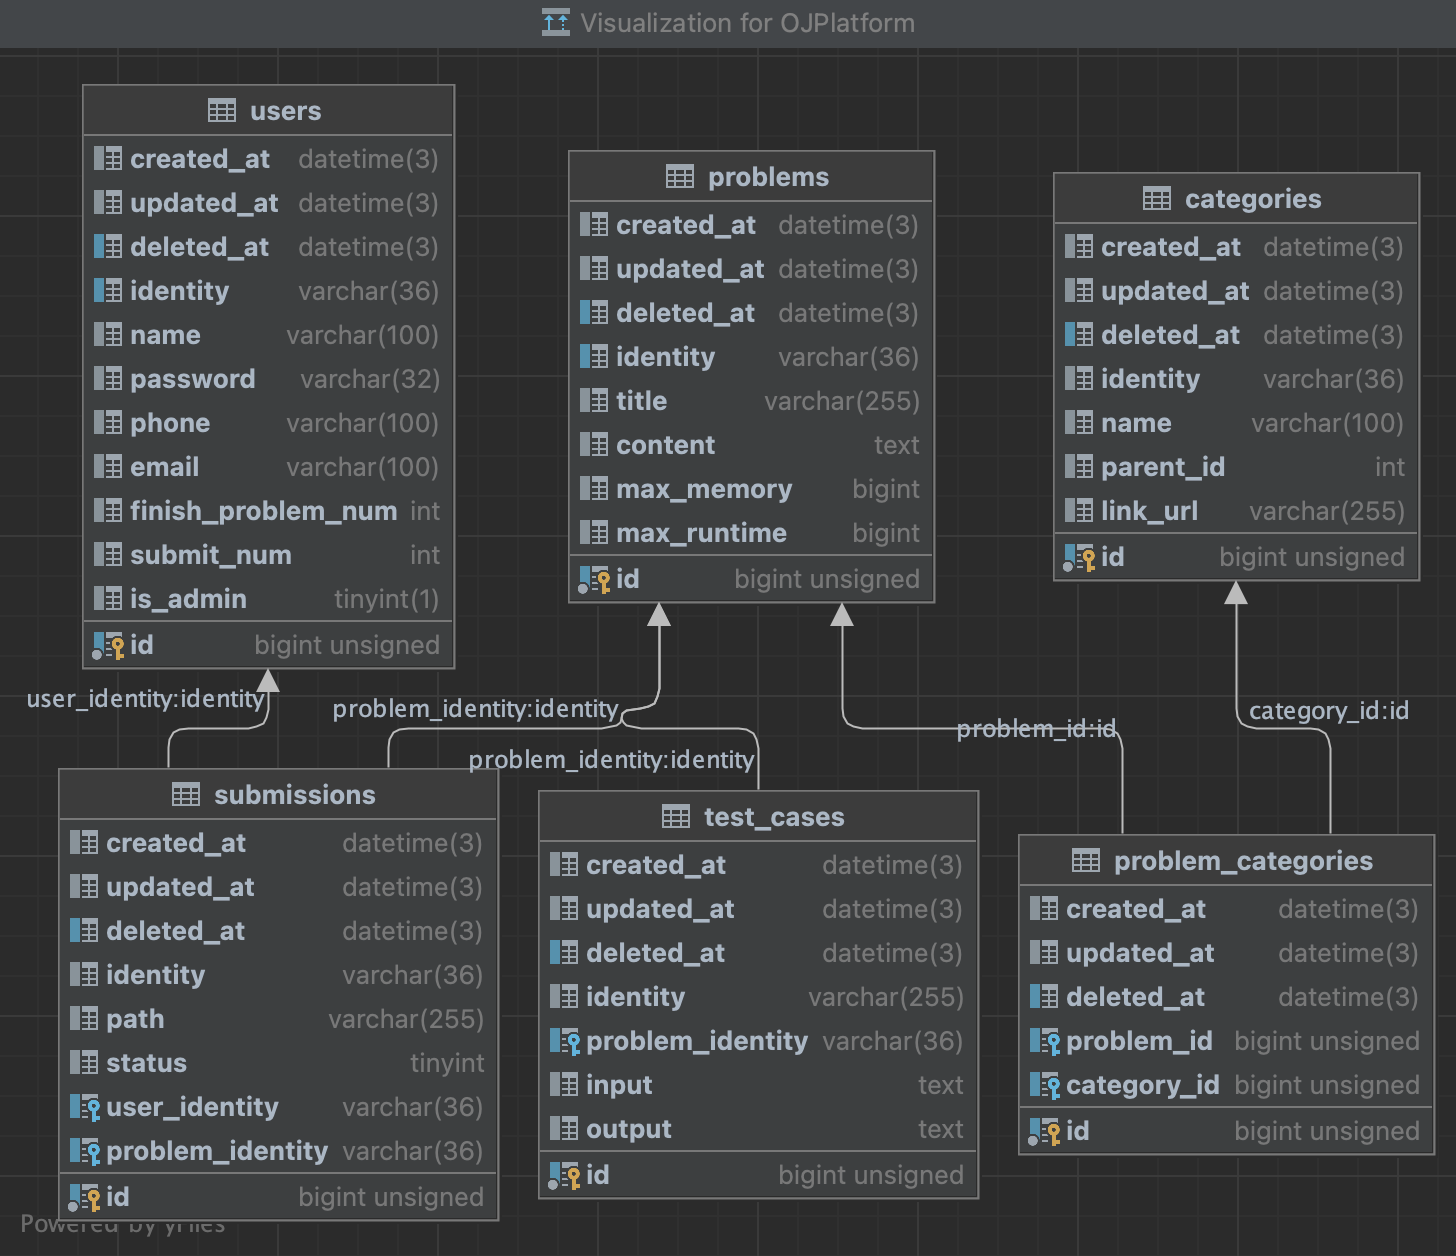 Visualization for OJPlatform
users
created_at datetime(3)
updated_at datetime(3)
deleted_at datetime(3)
identity varchar(36)
name varchar(100)
password varchar(32)
phone varchar(100)
email varchar(100)
finish_problem_num int
submit_num int
is_admin tinyint(1)
id bigint unsigned
problems
created_at datetime(3)
updated_at datetime(3)
deleted_at datetime(3)
identity varchar(36)
title varchar(255)
content text
max_memory bigint
max_runtime bigint
id bigint unsigned
categories
created_at datetime(3)
updated_at datetime(3)
deleted_at datetime(3)
identity varchar(36)
name varchar(100)
parent_id int
link_url varchar(255)
id bigint unsigned
user_identity:identity
problem_identity:identity
problem_identity:identity
problem_id:id
category_id:id
submissions
created_at datetime(3)
updated_at datetime(3)
deleted_at datetime(3)
identity varchar(36)
path varchar(255)
status tinyint
user_identity varchar(36)
problem_identity varchar(36)
id bigint unsigned
test_cases
created_at datetime(3)
updated_at datetime(3)
deleted_at datetime(3)
identity varchar(255)
problem_identity varchar(36)
input text
output text
id bigint unsigned
problem_categories
created_at datetime(3)
updated_at datetime(3)
deleted_at datetime(3)
problem_id bigint unsigned
category_id bigint unsigned
id bigint unsigned
Powered by yFiles